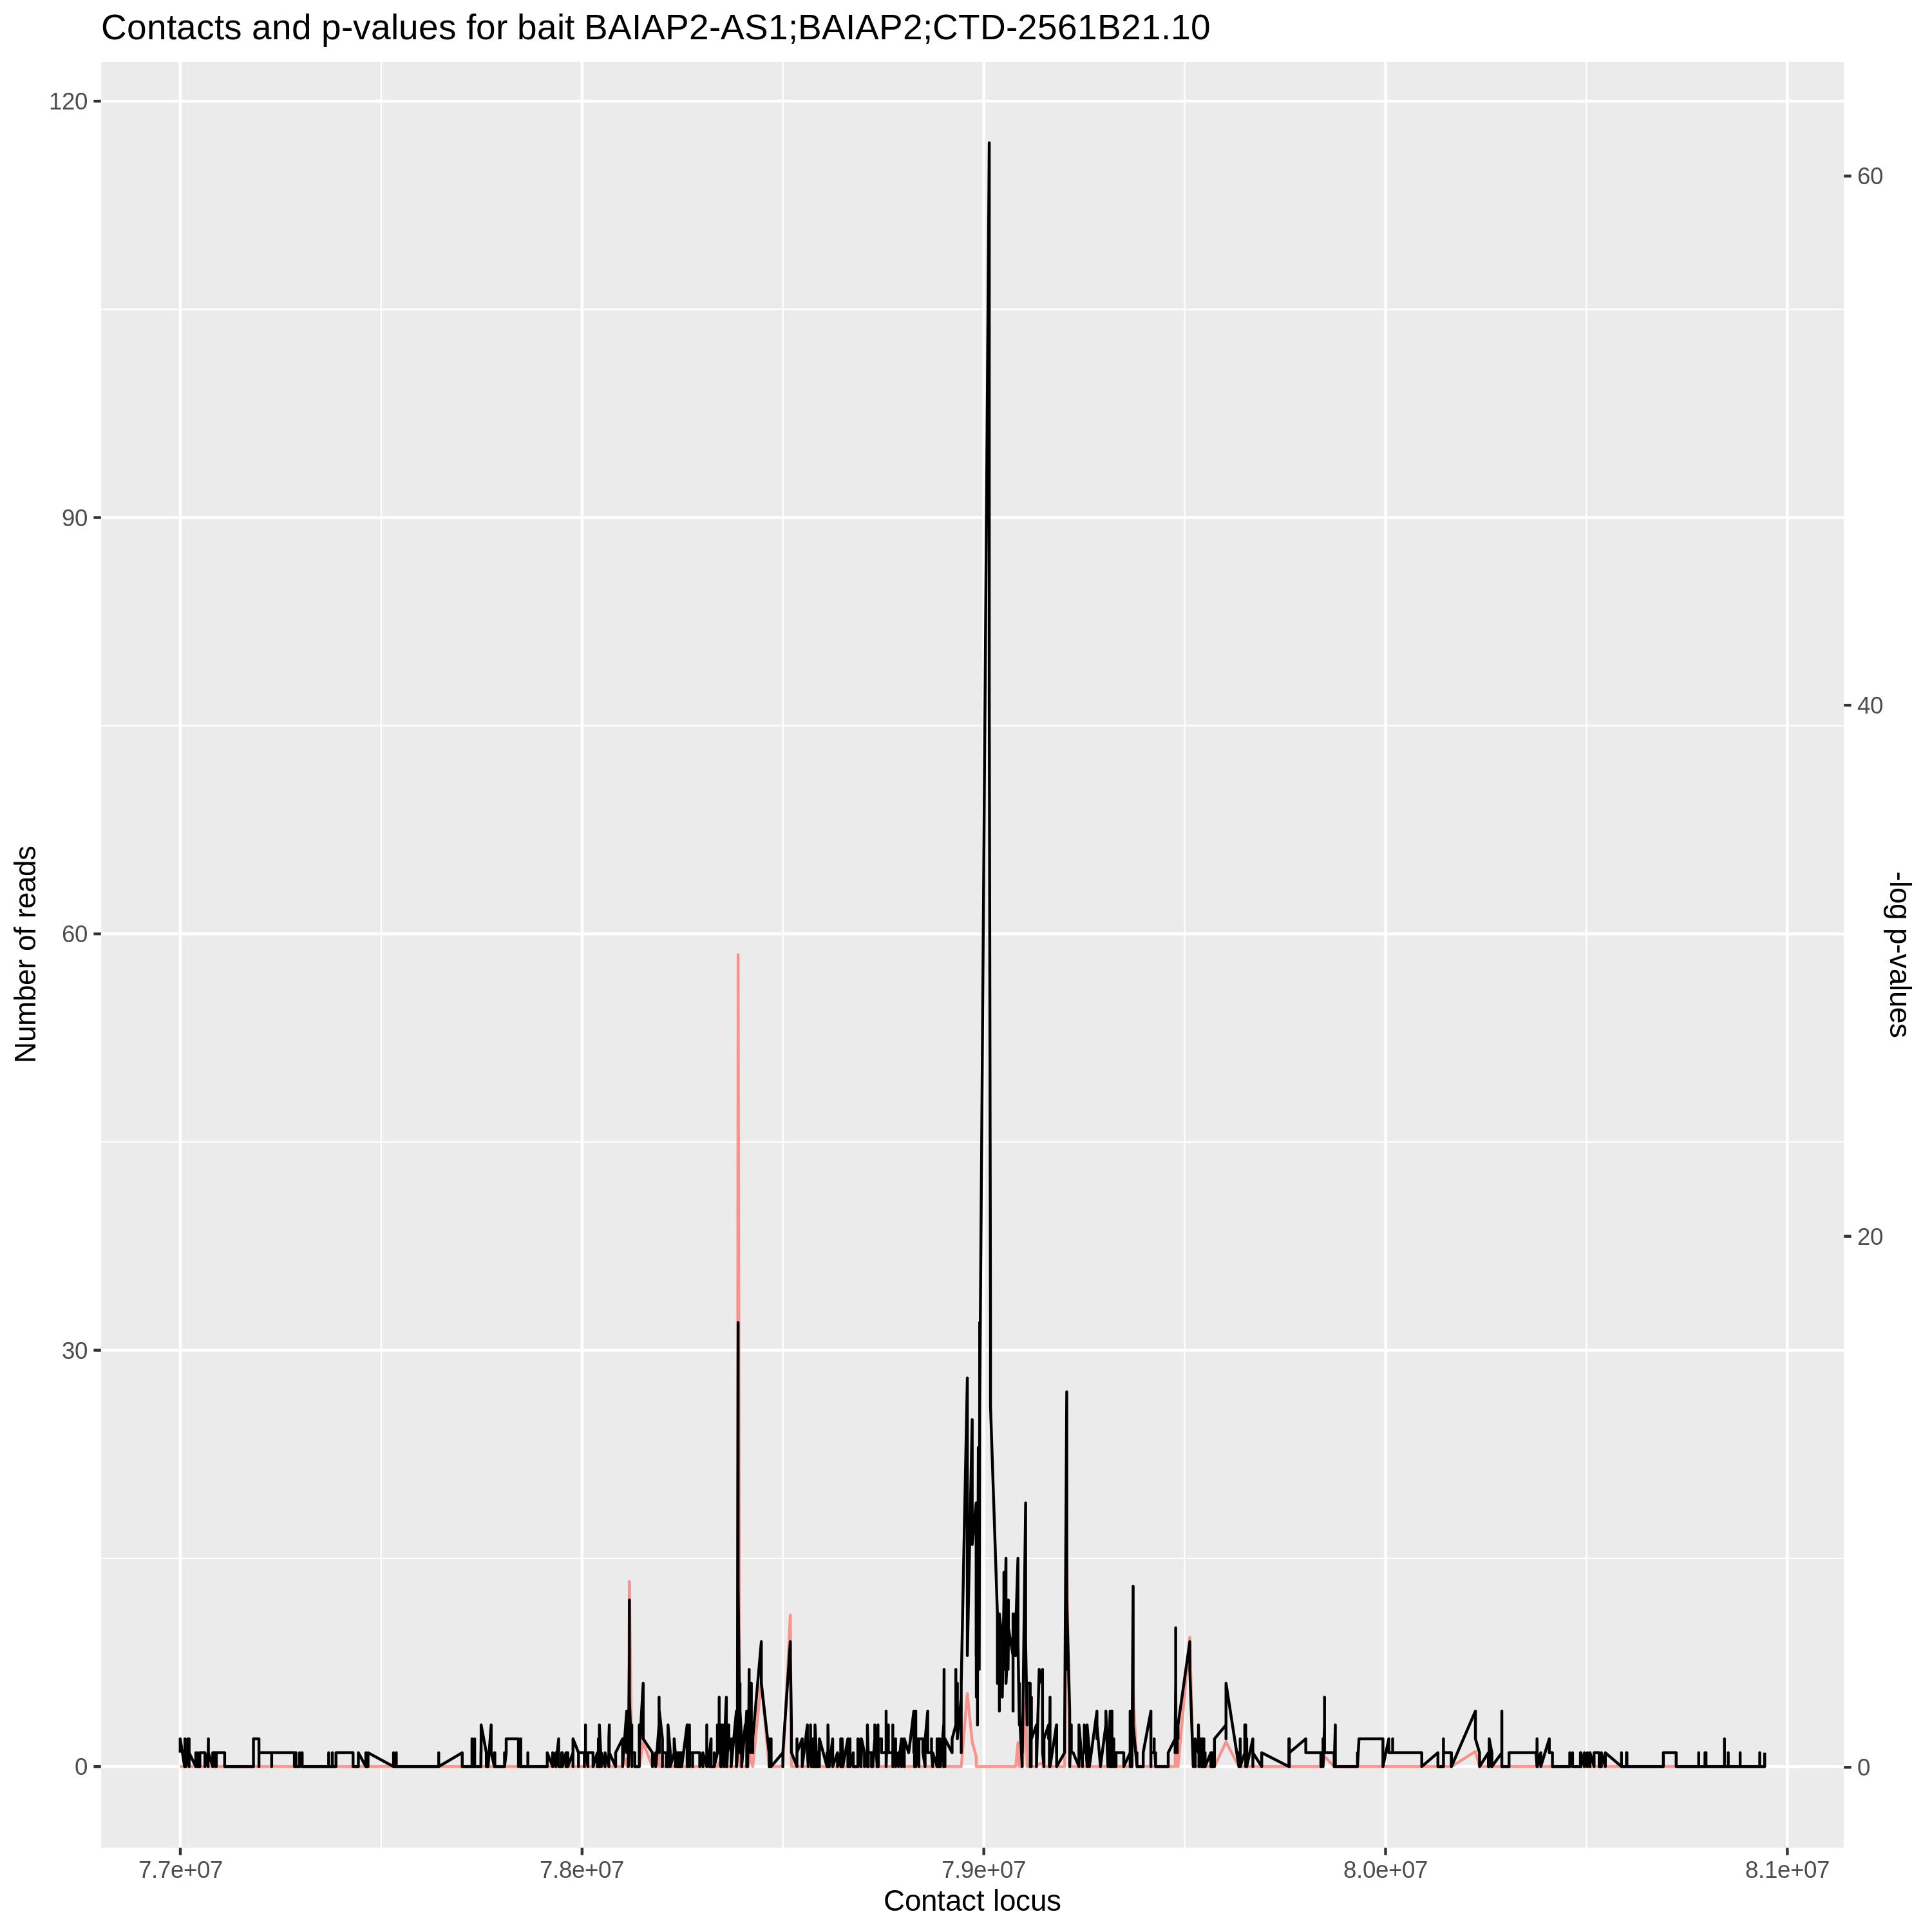 Contacts and p-values for bait BAIAP2-AS1;BAIAP2;CTD-2561B21.10
120
90
60
30
0
Number of reads
60
40
20
0
-log p-values
7.7e+07 7.8e+07 7.9e+07 8.0e+07 8.1e+07
Contact locus